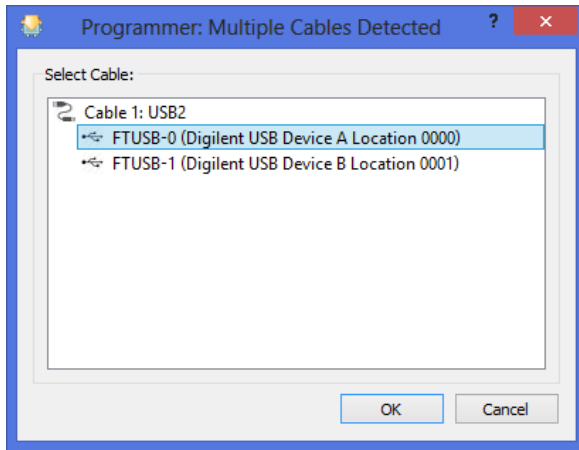 Programmer: Multiple Cables Detected ? ×
Select Cable:
Cable 1: USB2
FTUSB-0 (Digilent USB Device A Location 0000)
FTUSB-1 (Digilent USB Device B Location 0001)
OK Cancel